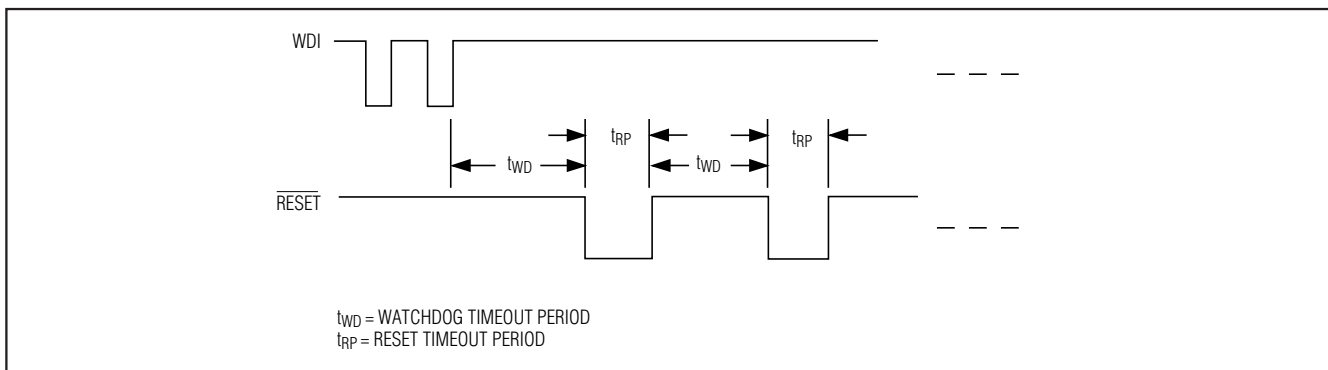 WDI
tRP
tRP
tWD
tWD
RESET
tWD = WATCHDOG TIMEOUT PERIOD
tRP = RESET TIMEOUT PERIOD